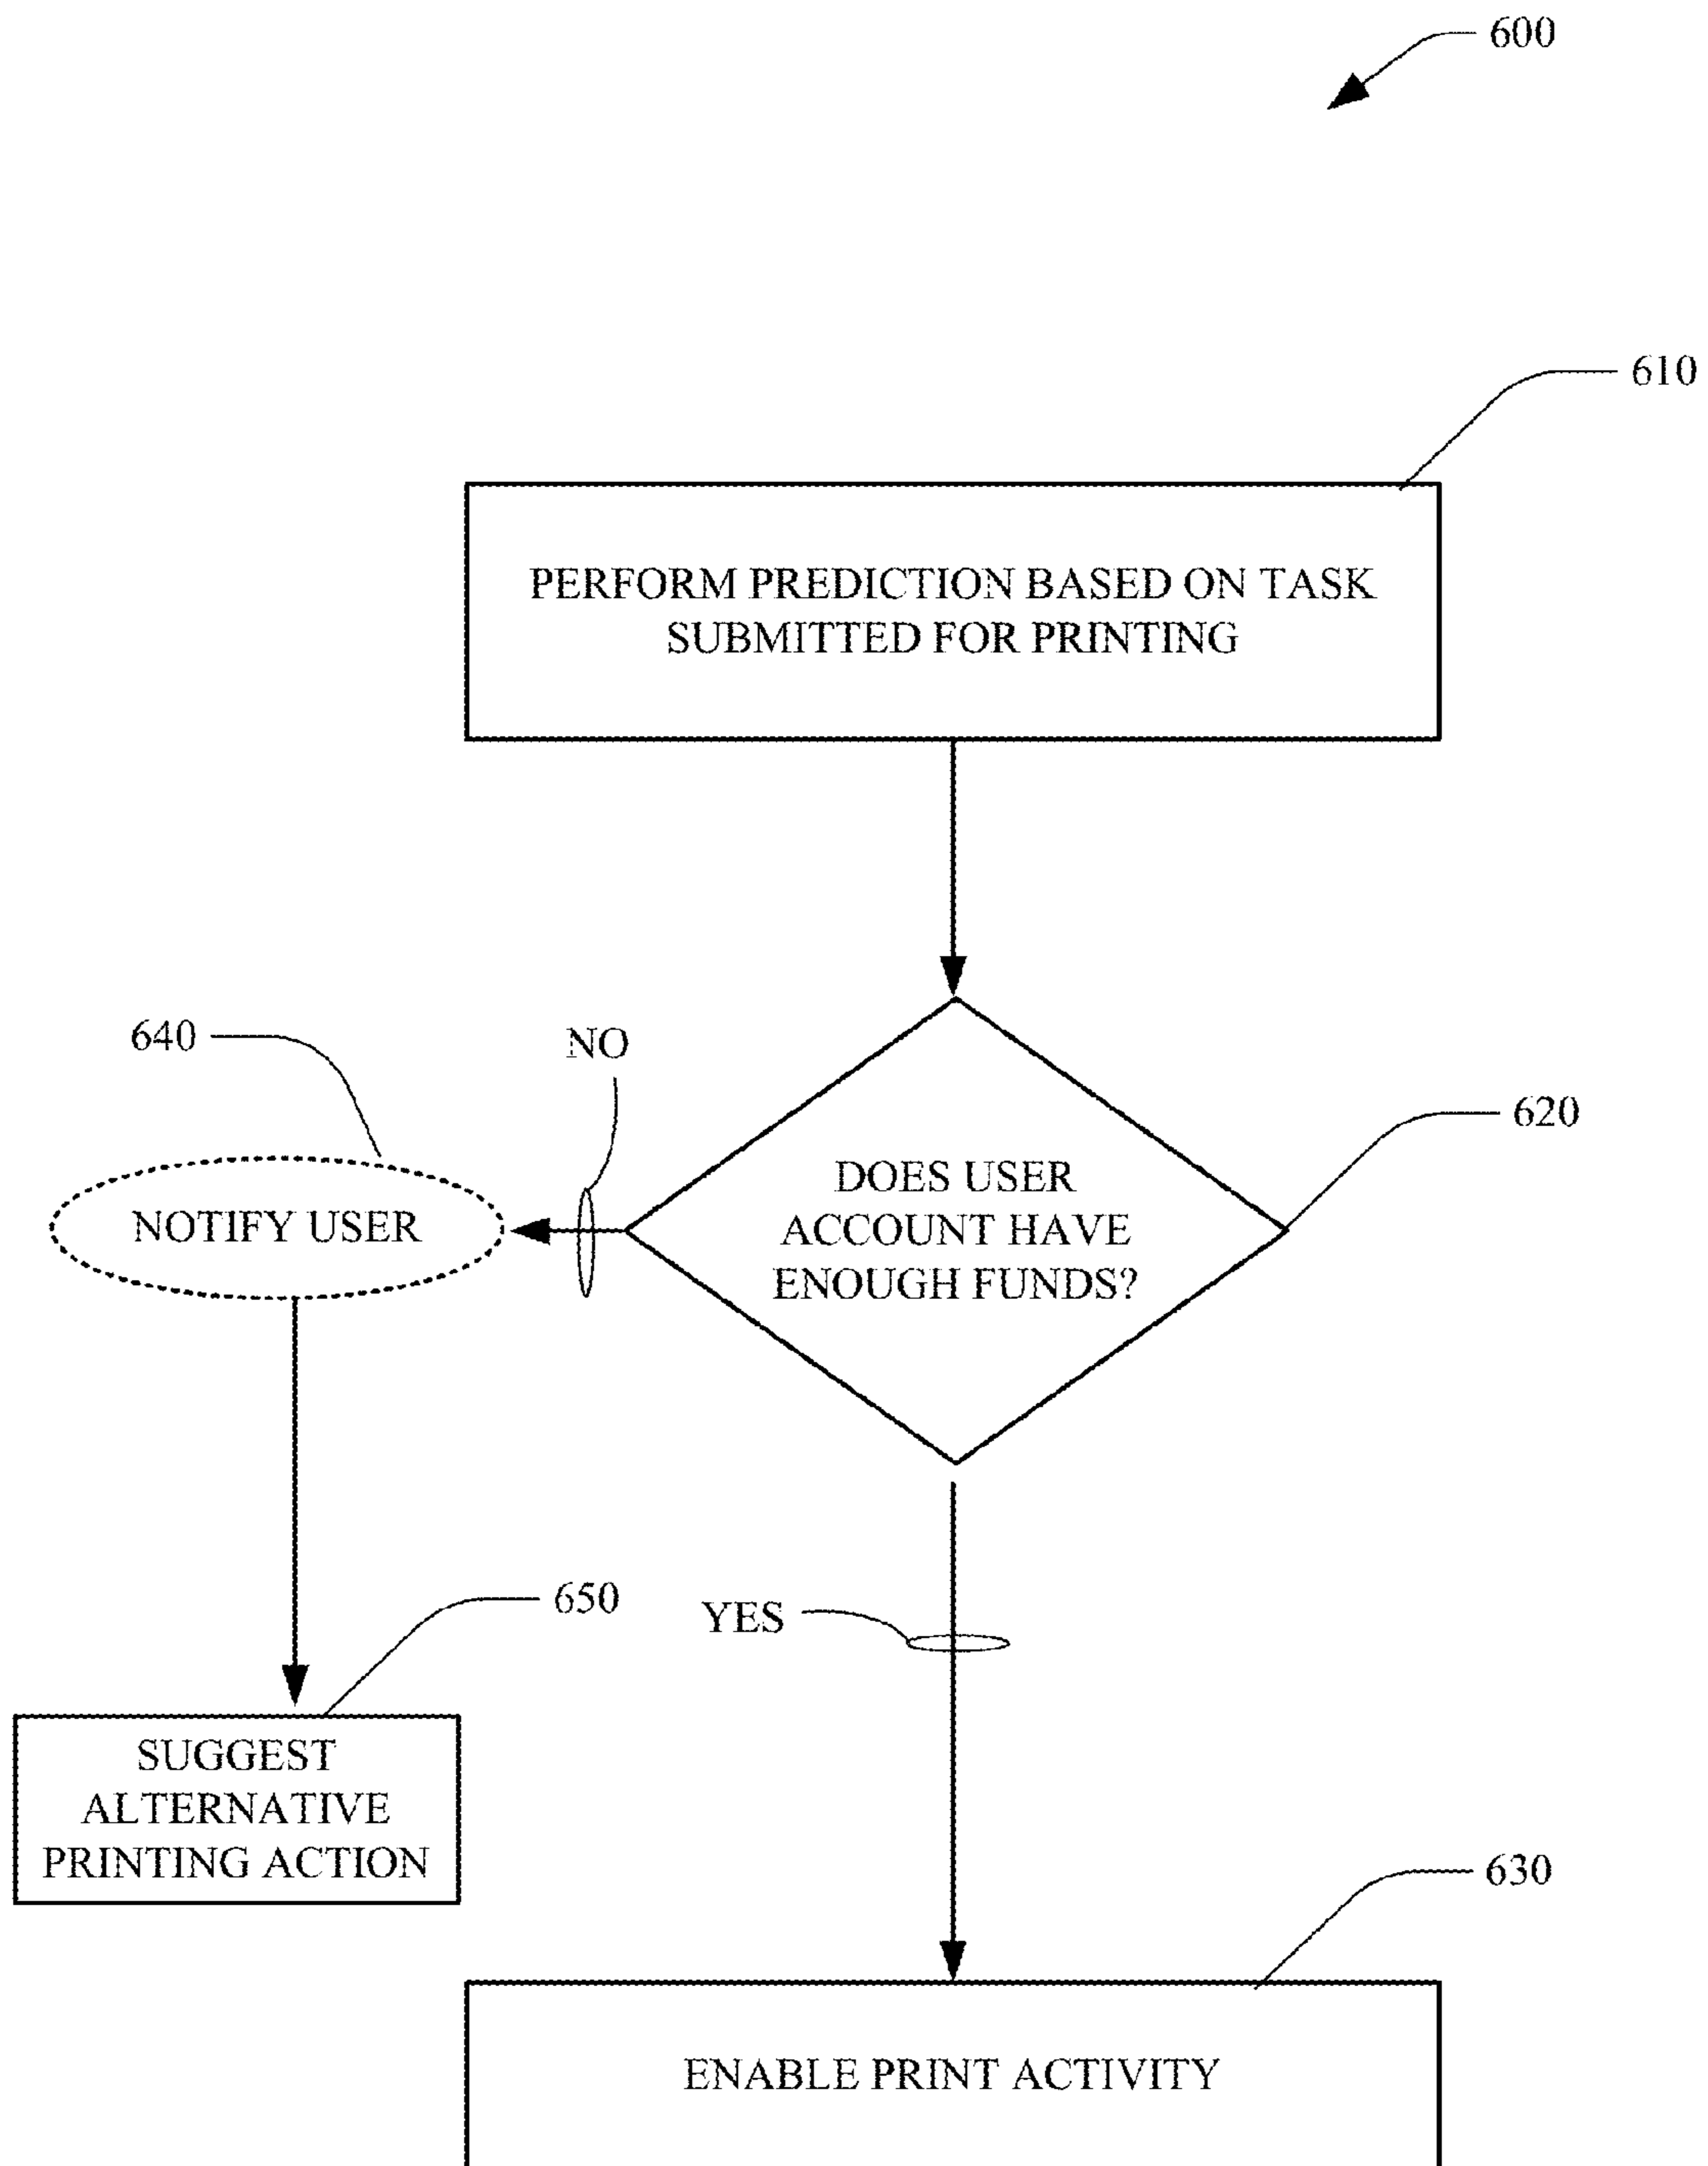 600
610
PERFORM PREDICTION BASED ON TASK
SUBMITTED FOR PRINTING
640
NO
620
DOES USER
ACCOUNT HAVE
ENOUGH FUNDS?
NOTIFY USER
650
YES
SUGGEST
ALTERNATIVE
PRINTING ACTION
630
ENABLE PRINT ACTIVITY